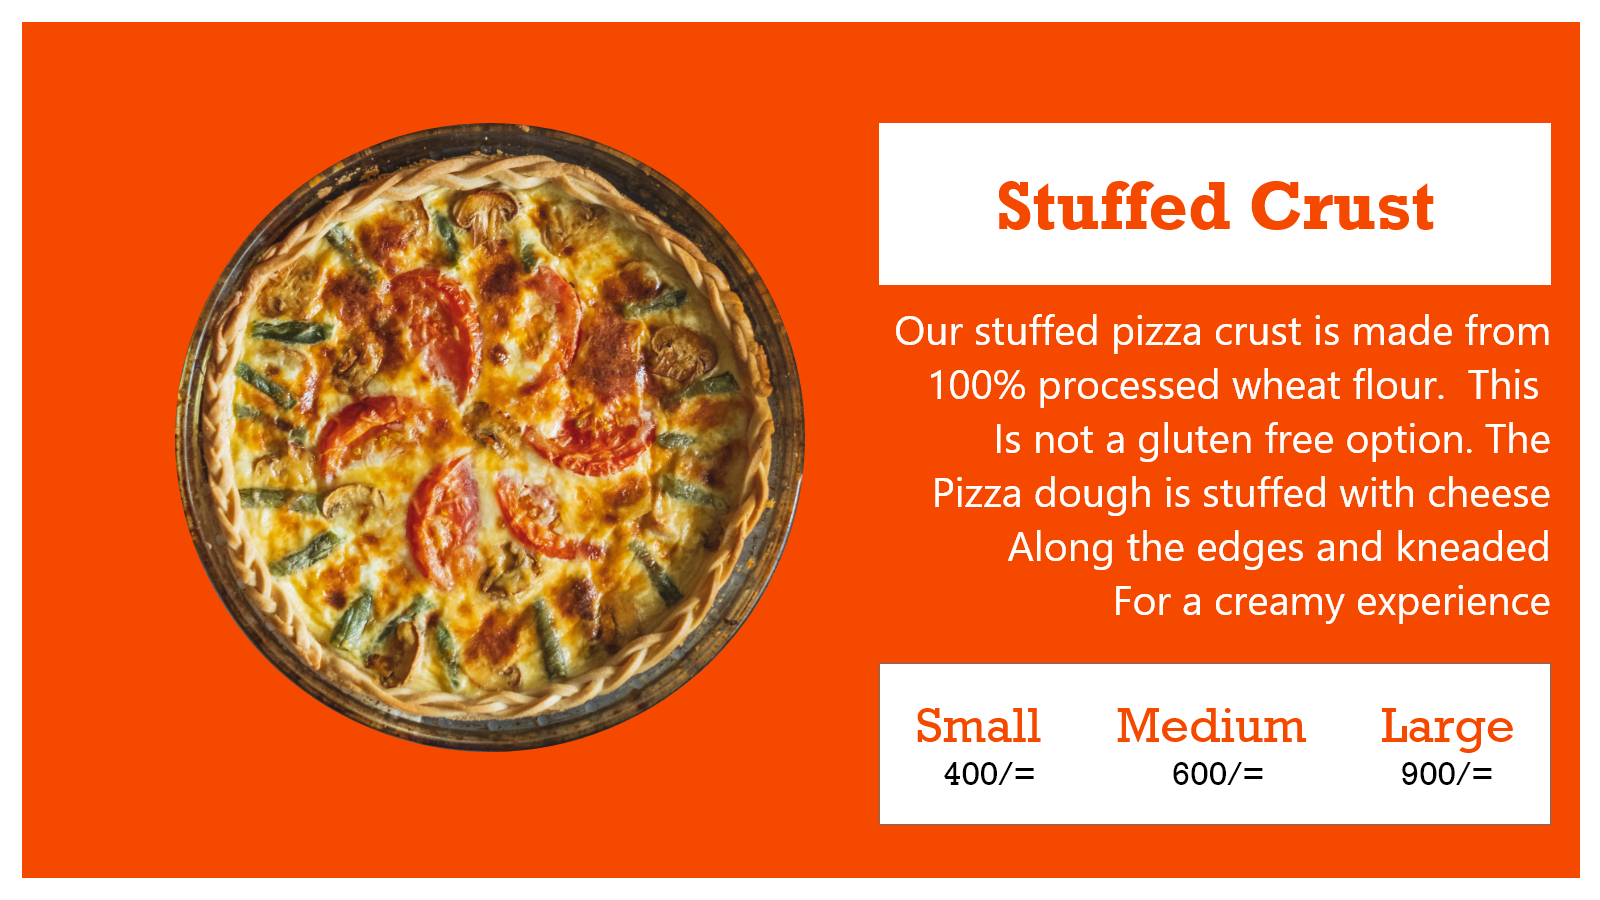 Stuffed Crust
Our stuffed pizza crust is made from
100% processed wheat flour.  This
Is not a gluten free option. The
Pizza dough is stuffed with cheese
Along the edges and kneaded
For a creamy experience
Small Medium Large
400/= 600/= 900/=